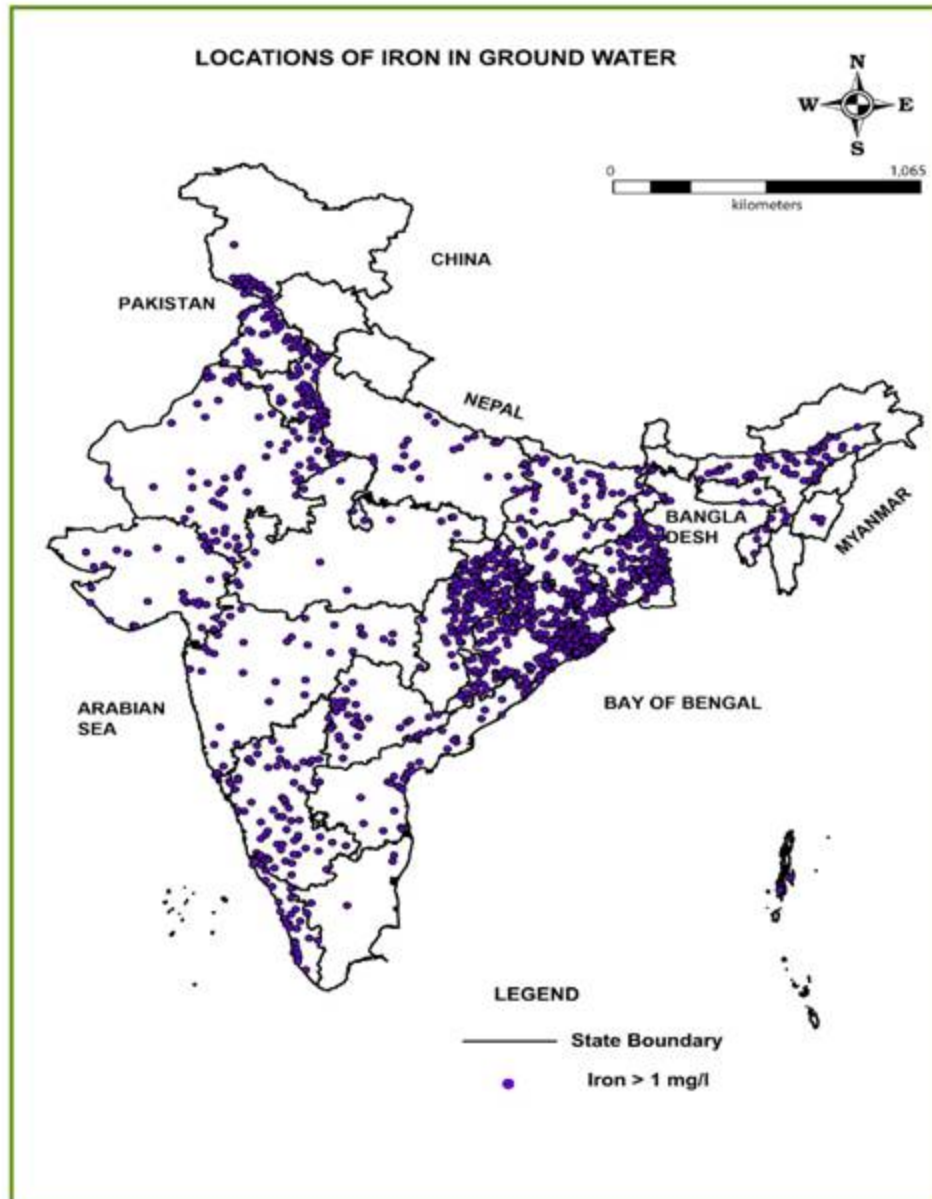 LOCATIONS OF IRON IN GROUND WATER
N
W E
S
0 1,065
kilometers
CHINA
PAKISTAN
NEPAL
BANGLA
DESH
MYANMAR
ARABIAN
SEA
BAY OF BENGAL
LEGEND
State Boundary
Iron > 1 mg/l